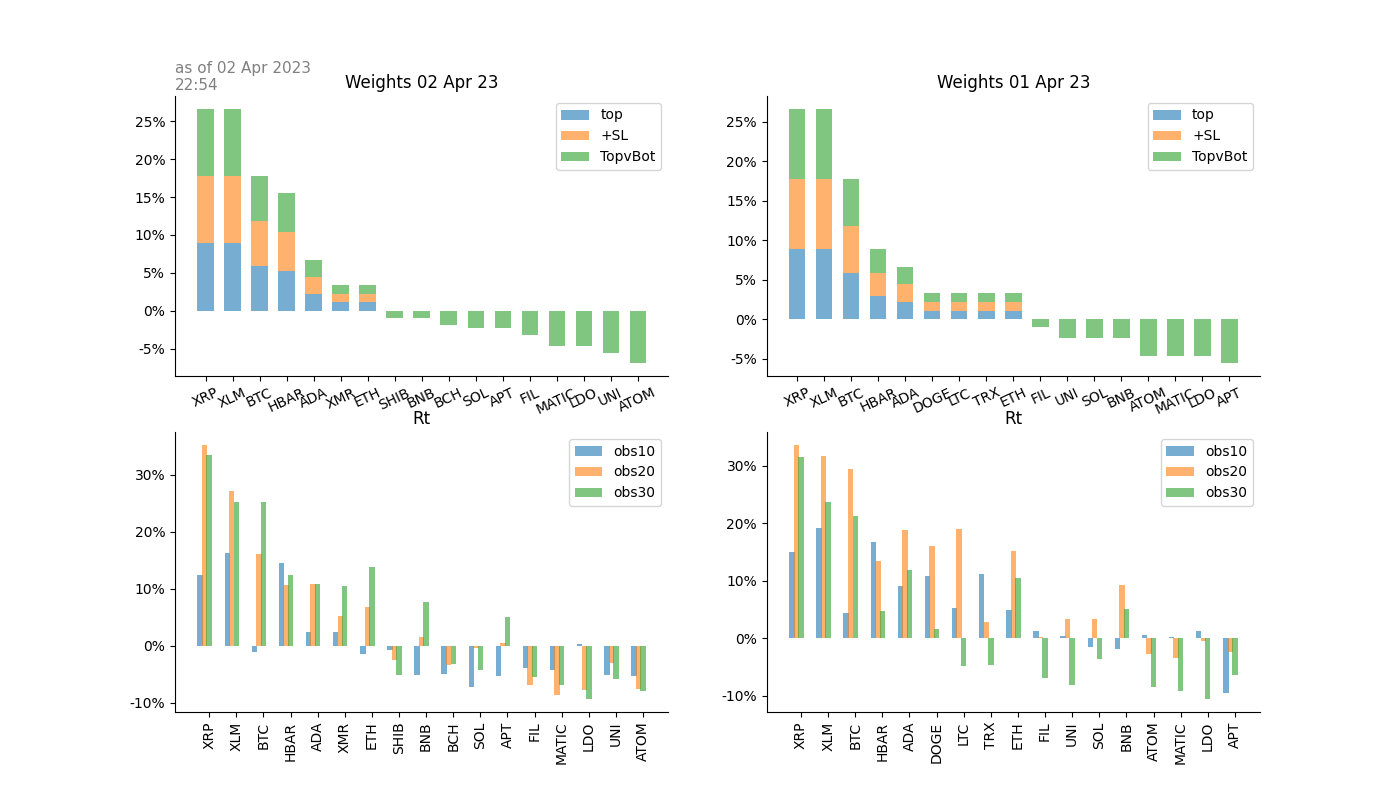 as of 02 Apr 2023
22:54
Weights 02 Apr 23
25%
20%
15%
10%
5%
0%
-5%
top
+SL
TopvBot
XRP XLM BTC HBAR ADA XMR ETH SHIB BNB BCH SOL APT FIL MATIC LDO UNI ATOM
Weights 01 Apr 23
25%
20%
15%
10%
5%
0%
-5%
top
+SL
TopvBot
XRP XLM BTC HBAR ADA DOGE LTC TRX ETH FIL UNI SOL BNB ATOM MATIC LDO APT
Rt
30%
20%
10%
0%
-10%
obs10
obs20
obs30
XRP XLM BTC HBAR ADA XMR ETH SHIB BNB BCH SOL APT FIL MATIC LDO UNI ATOM
Rt
30%
20%
10%
0%
-10%
obs10
obs20
obs30
XRP XLM BTC HBAR ADA DOGE LTC TRX ETH FIL UNI SOL BNB ATOM MATIC LDO APT